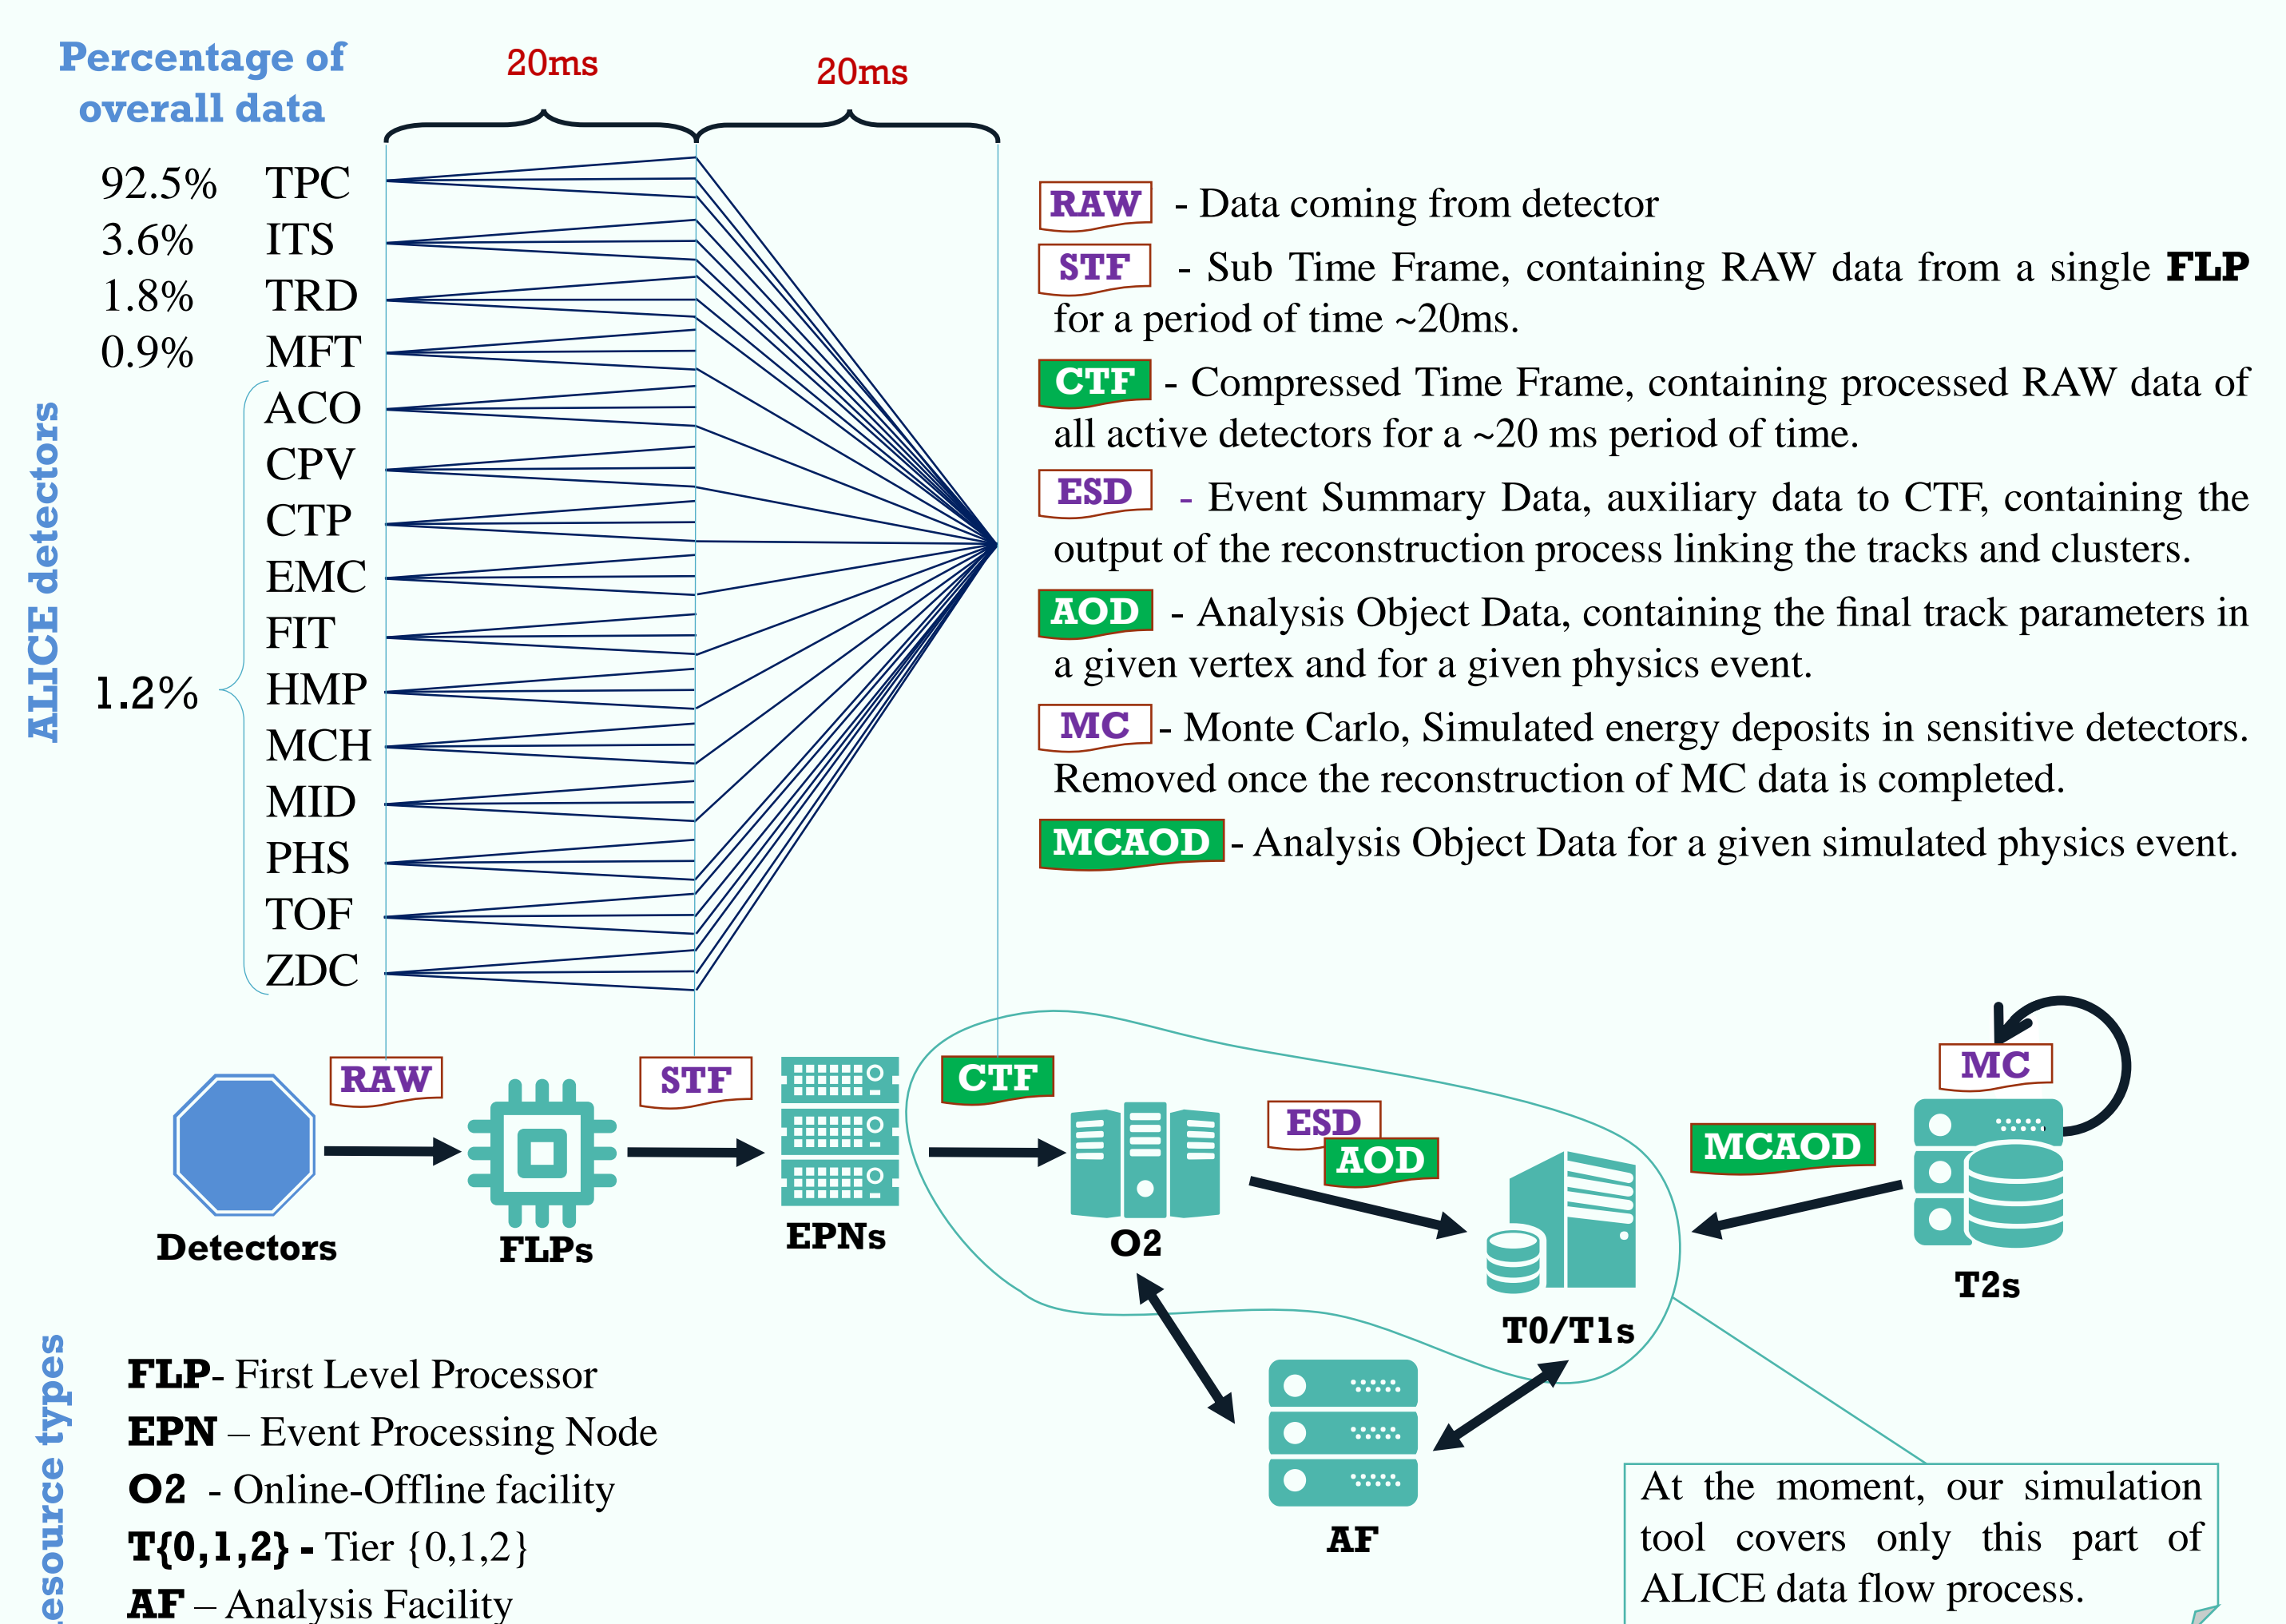 Percentage of
overall data
20ms
20ms
92.5% TPC
3.6% ITS
1.8% TRD
0.9% MFT
ACO
CPV
CTP
EMC
FIT
1.2% HMP
MCH
MID
PHS
TOF
ZDC
ALICE detectors
RAW - Data coming from detector
STF - Sub Time Frame, containing RAW data from a single FLP
for a period of time ~20ms.
CTF - Compressed Time Frame, containing processed RAW data of
all active detectors for a ~20 ms period of time.
ESD - Event Summary Data, auxiliary data to CTF, containing the
output of the reconstruction process linking the tracks and clusters.
AOD - Analysis Object Data, containing the final track parameters in
a given vertex and for a given physics event.
MC - Monte Carlo, Simulated energy deposits in sensitive detectors.
Removed once the reconstruction of MC data is completed.
MCAOD - Analysis Object Data for a given simulated physics event.
RAW
STF
CTF
ESD
AOD
MCAOD
MC
Detectors
FLPs
EPNs
O2
T0/T1s
T2s
AF
types
FLP- First Level Processor
EPN – Event Processing Node
O2 - Online-Offline facility
T{0,1,2} - Tier {0,1,2}
AF – Analysis Facility
At the moment, our simulation
tool covers only this part of
ALICE data flow process.